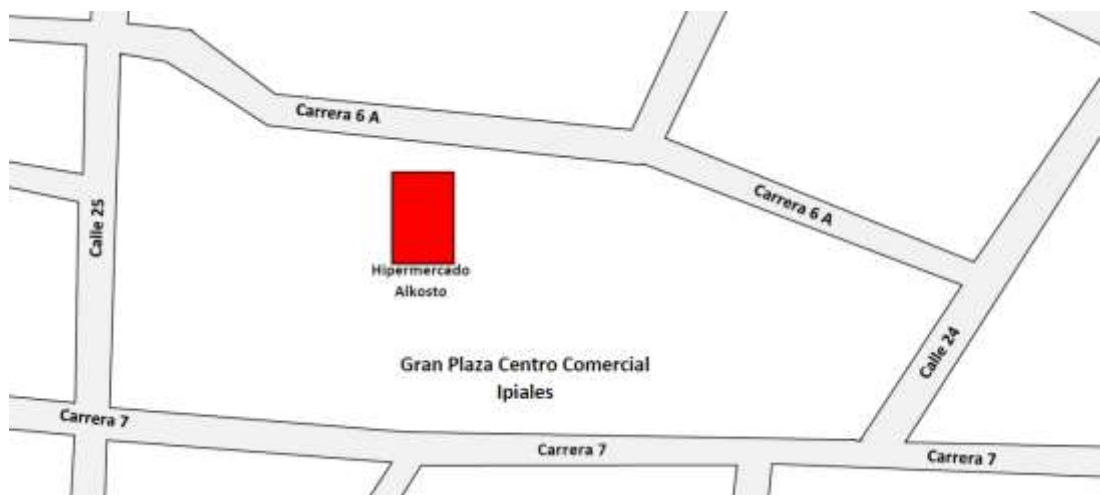 Carrera 6 A
Carrera 6 A
Calle 25
Hipermercado
Alkosto
Calle 24
Gran Plaza Centro Comercial
Ipiales
Carrera 7
Carrera 7
Carrera 7